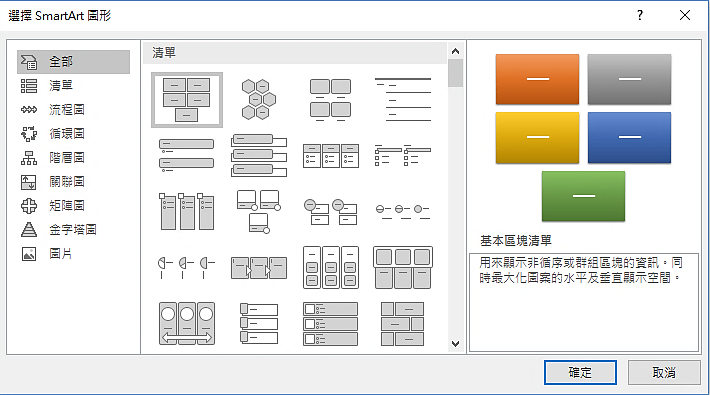 選擇 SmartArt 圖形
全部
清單
流程圖
循環圖
階層圖
關聯圖
矩陣圖
金字塔圖
圖片
清單
基本區塊清單
用來顯示非循序或群組區塊的資訊。同
時最大化圖案的水平及垂直顯示空間。
確定
取消